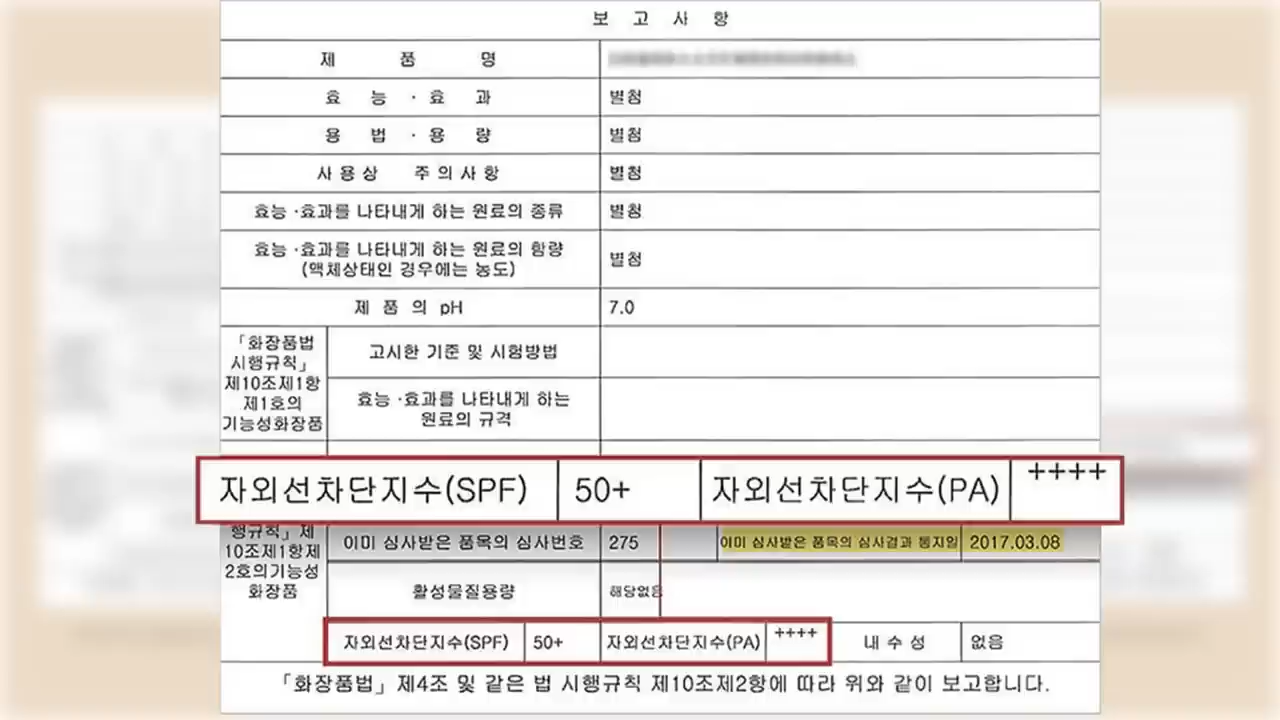 보 고 사 항
제 품 명
효 능 · 효 과 별첨
용 법 · 용 량 별첨
사용상 주의사항 별첨
효능 ·효과를 나타내게 하는 원료의 종류 별첨
효능 ·효과를 나타내게 하는 원료의 함량
(액체상태인 경우에는 농도) 별첨
제 품 의 pH 7.0
「화장품법
시행규칙」
제10조제1항
제1호의
기능성화장품
고시한 기준 및 시험방법
효능 ·효과를 나타내게 하는
원료의 규격
자외선차단지수(SPF) 50+ 자외선차단지수(PA) ++++
행규칙」제
10조제1항제
2호의기능성
화장품
이미 심사받은 품목의 심사번호 275 이미 심사받은 품목의 심사결과 통지일 2017.03.08
활성물질용량 해당없음
자외선차단지수(SPF) 50+ 자외선차단지수(PA) ++++ 내 수 성 없음
「화장품법」제4조 및 같은 법 시행규칙 제10조제2항에 따라 위와 같이 보고합니다.